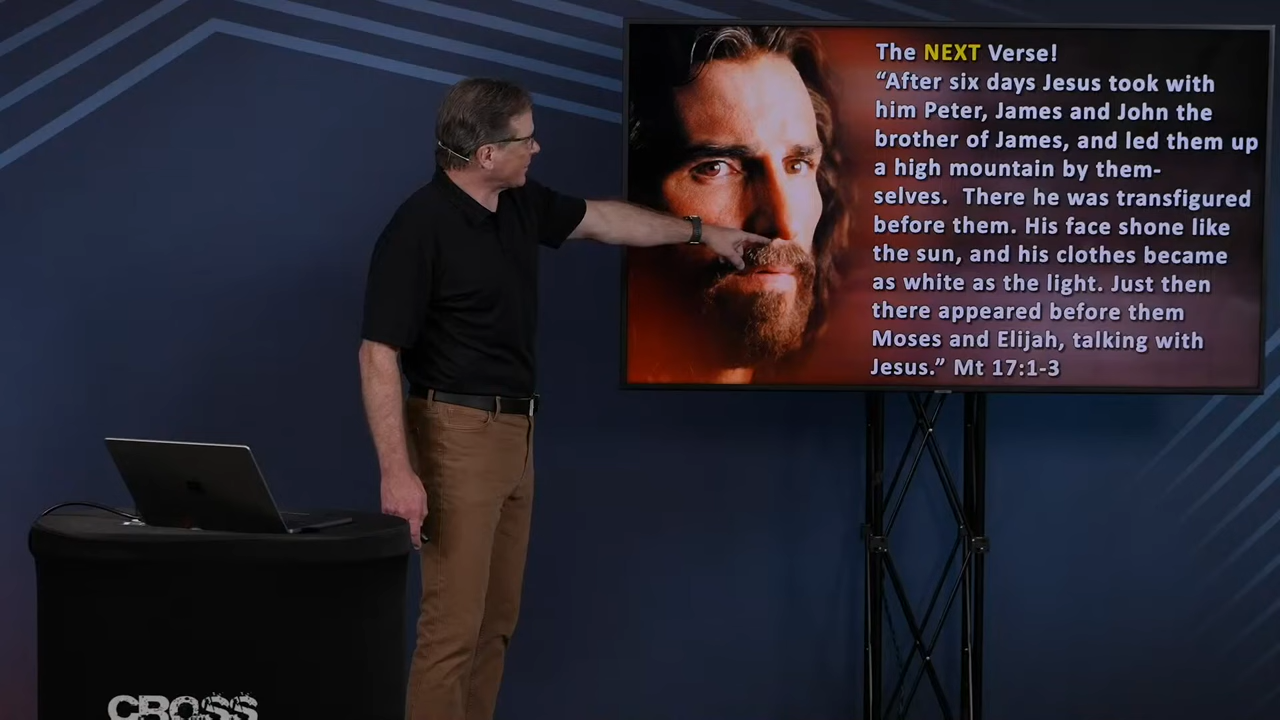 The NEXT Verse!
“After six days Jesus took with
him Peter, James and John the
brother of James, and led them up
a high mountain by them-
selves.  There he was transfigured
before them. His face shone like
the sun, and his clothes became
as white as the light. Just then
there appeared before them
Moses and Elijah, talking with
Jesus.” Mt 17:1-3
CROSS